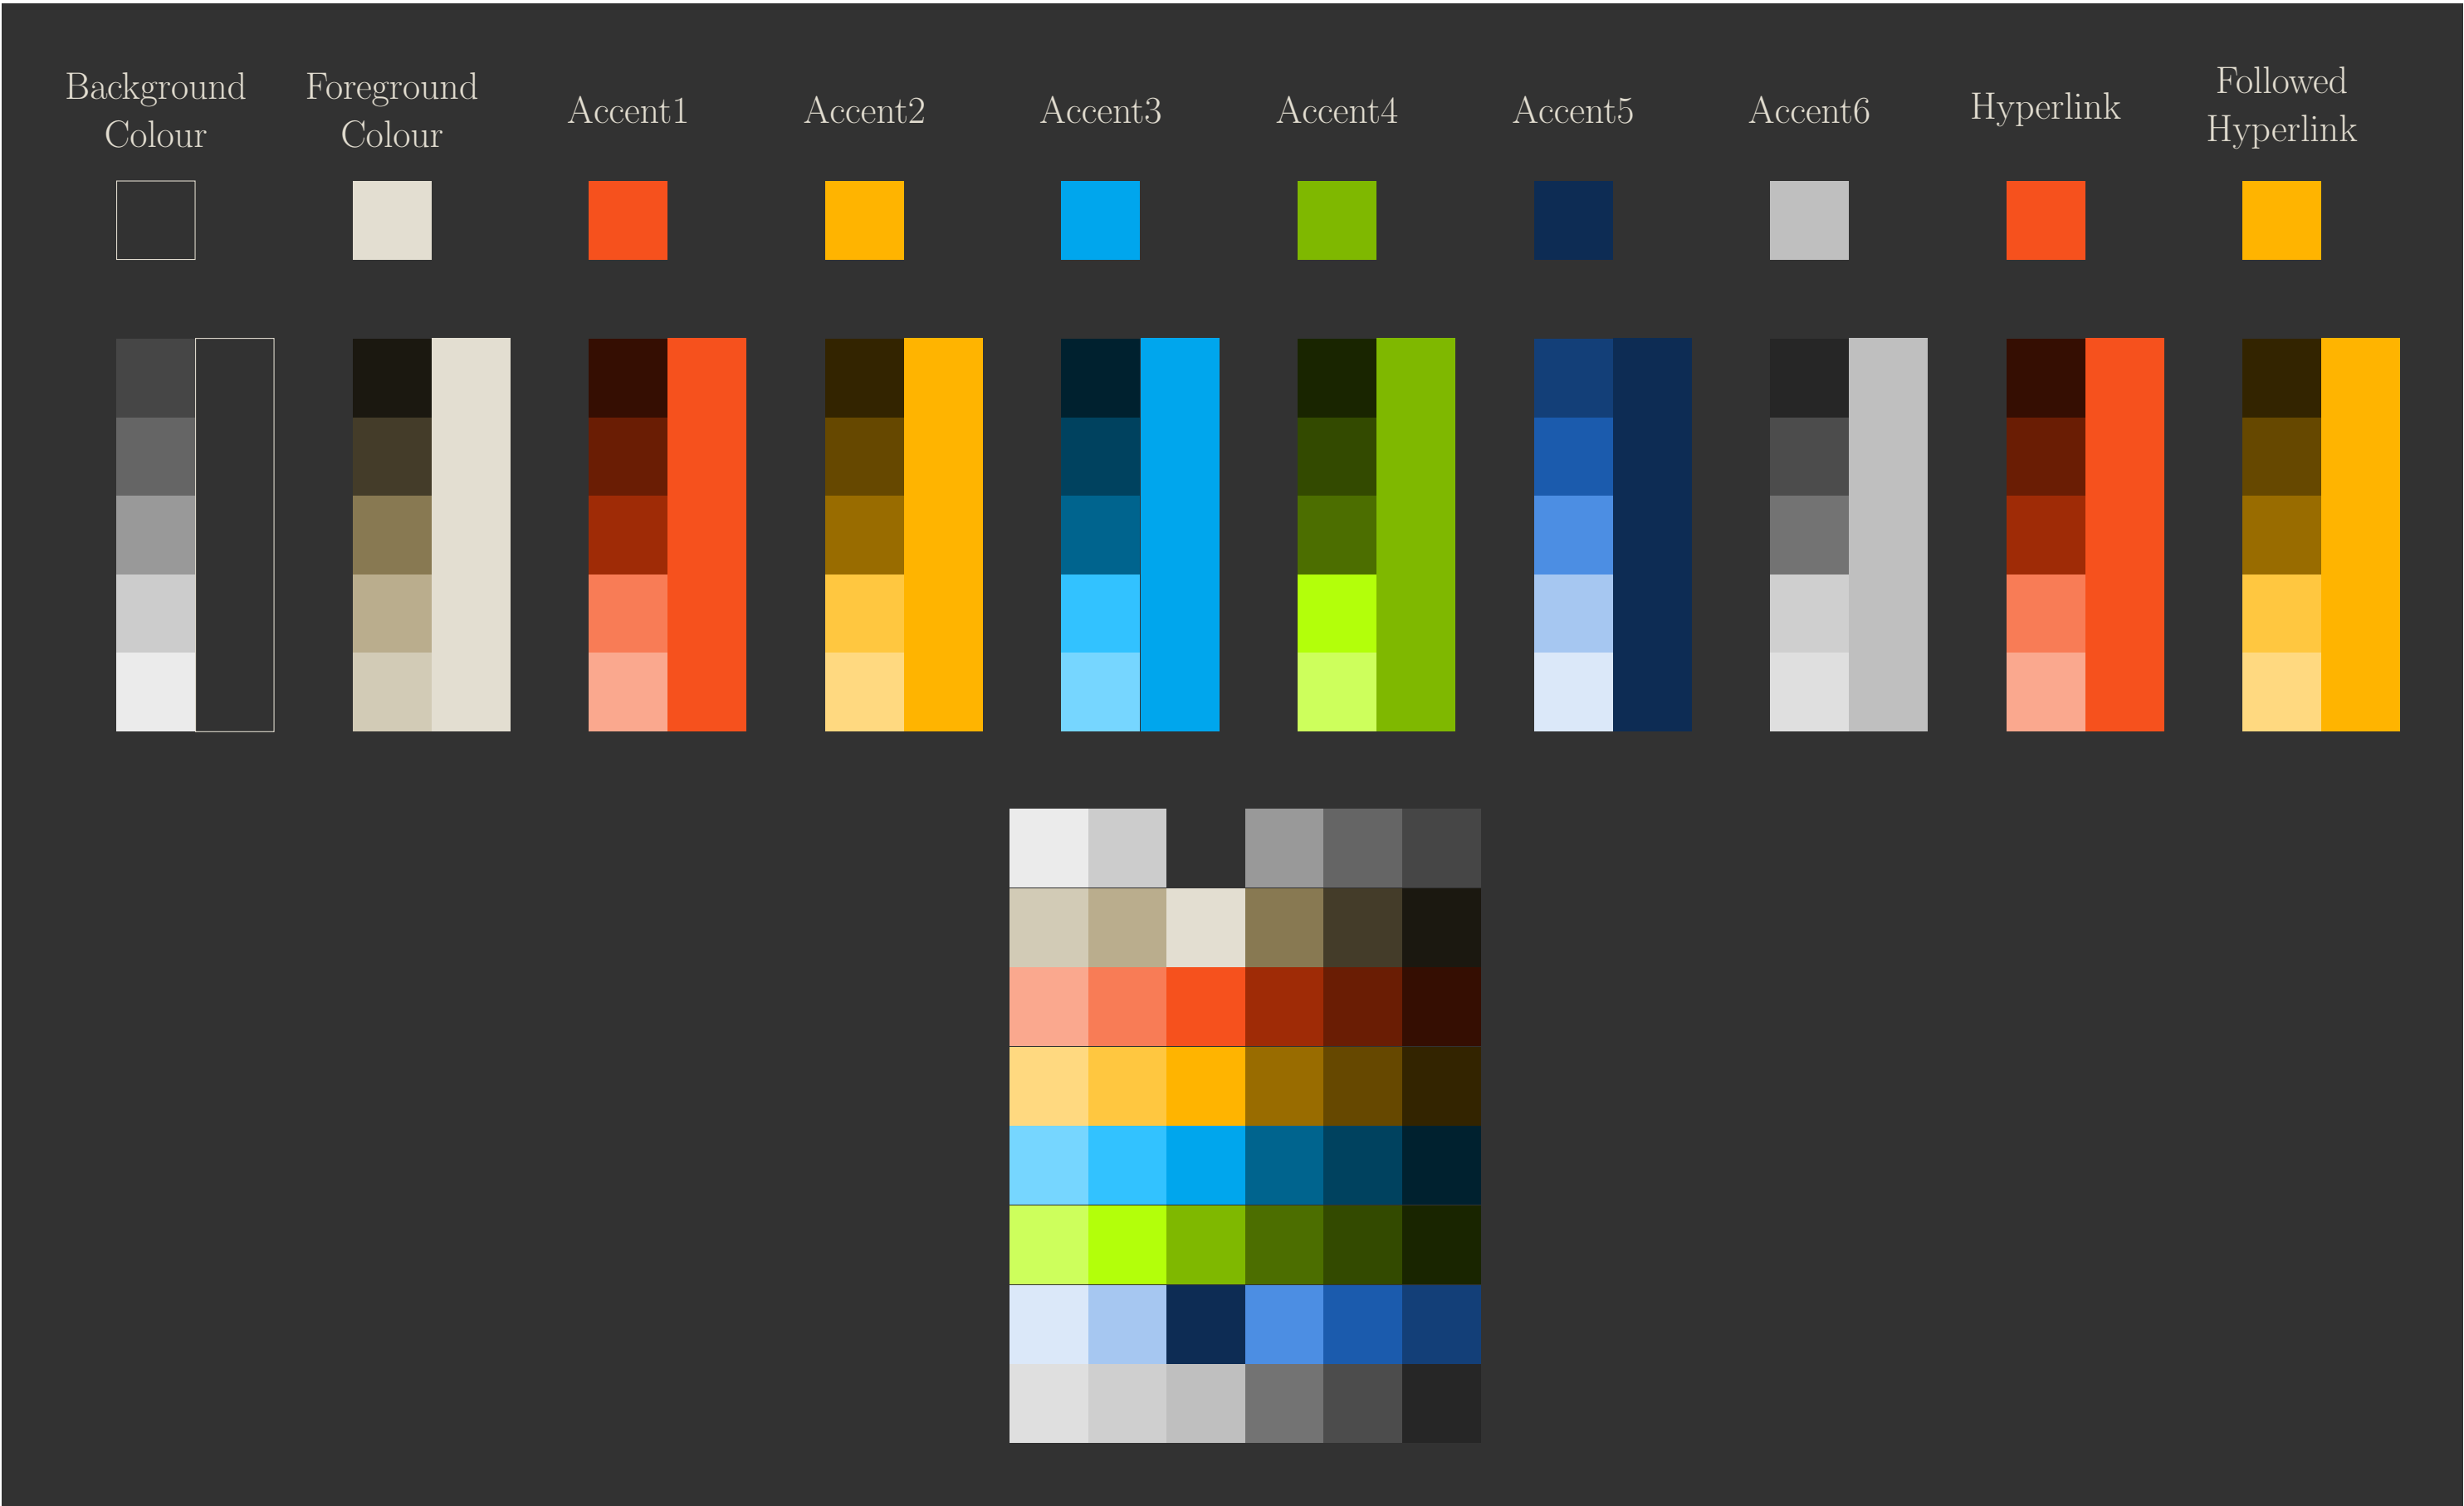 Background
Colour
Foreground
Colour
Accent1
Accent2
Accent3
Accent4
Accent5
Accent6
Hyperlink
Followed
Hyperlink